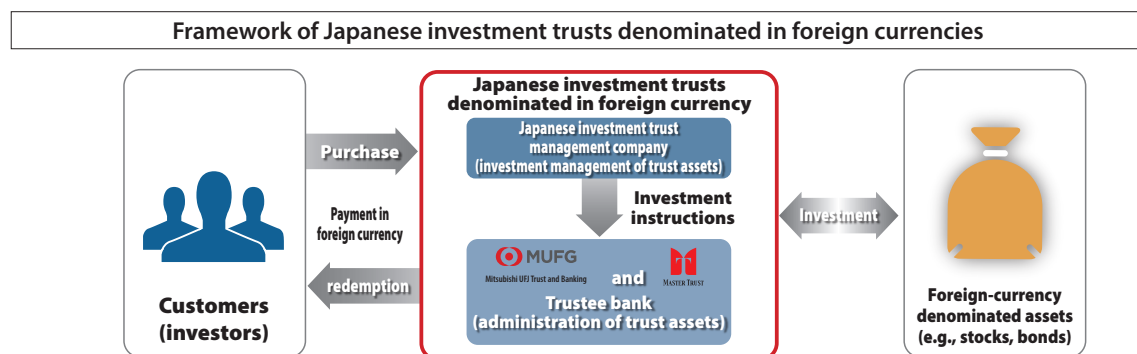 Framework of Japanese investment trusts denominated in foreign currencies
Customers
(investors)
Purchase
Payment in
foreign currency
redemption
Japanese investment trusts
denominated in foreign currency
Japanese investment trust
management company
(investment management of trust assets)
Investment
instructions
MUFG
Mitsubishi UFJ Trust and Banking
and
MASTER TRUST
Trustee bank
(administration of trust assets)
Investment
Foreign-currency
denominated assets
(e.g., stocks, bonds)